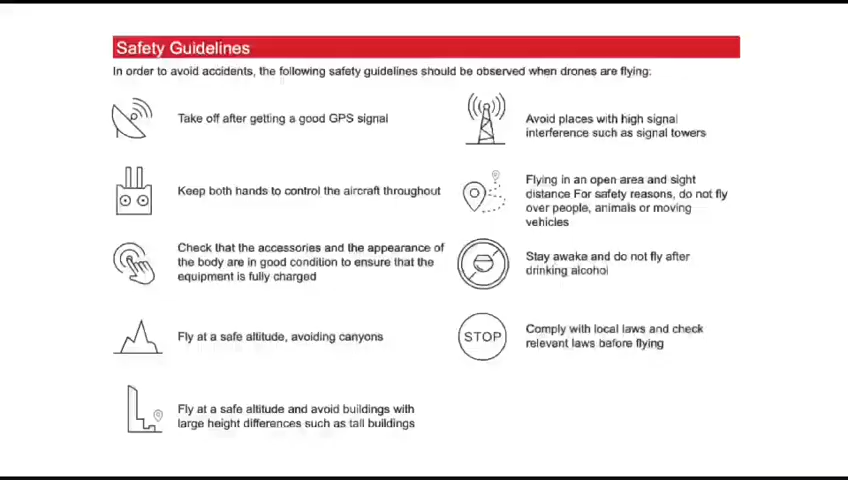 Safety Guidelines
In order to avoid accidents, the following safety guidelines should be observed when drones are flying:
Take off after getting a good GPS signal
Keep both hands to control the aircraft throughout
Check that the accessories and the appearance of
the body are in good condition to ensure that the
equipment is fully charged
Fly at a safe altitude, avoiding canyons
Fly at a safe altitude and avoid buildings with
large height differences such as tall buildings
Avoid places with high signal
interference such as signal towers
Flying in an open area and sight
distance For safety reasons, do not fly
over people, animals or moving
vehicles
Stay awake and do not fly after
drinking alcohol
STOP
Comply with local laws and check
relevant laws before flying